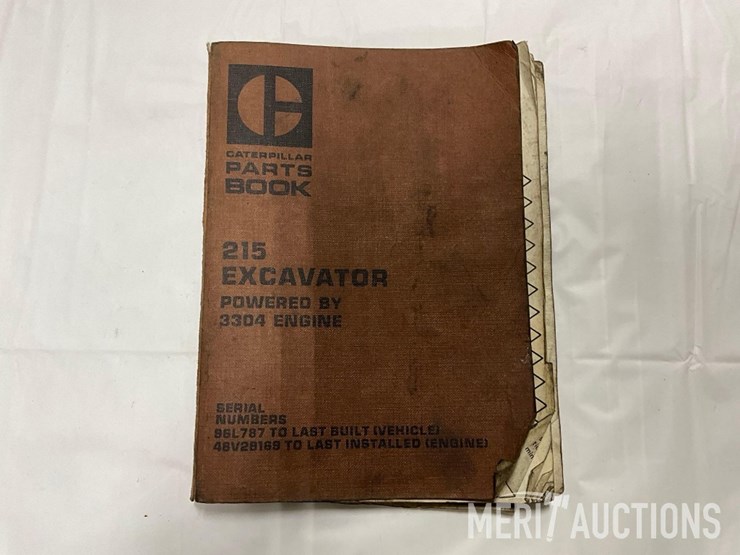 CATERPILLAR
PARTS
BOOK
215
EXCAVATOR
POWERED BY
3304 ENGINE
SERIAL
NUMBERS
96L787 TO LAST BUILT (VEHICLE)
48V28169 TO LAST INSTALLED (ENGINE)
MERIT AUCTIONS